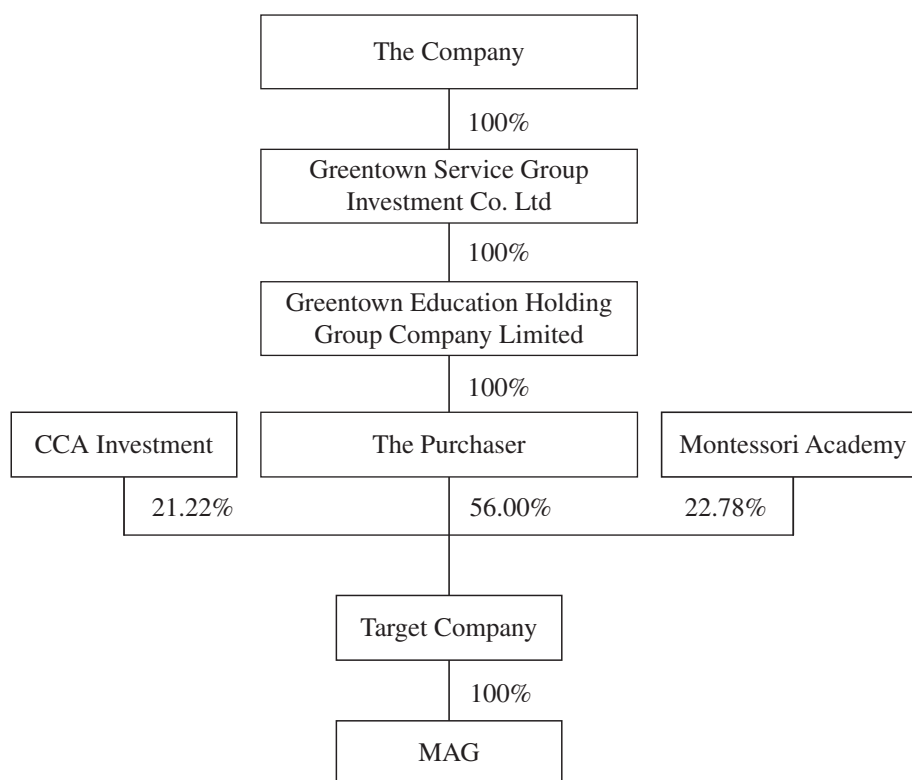 The Company
100%
Greentown Service Group
Investment Co. Ltd
100%
Greentown Education Holding
Group Company Limited
100%
CCA Investment
The Purchaser
Montessori Academy
21.22%
56.00%
22.78%
Target Company
100%
MAG